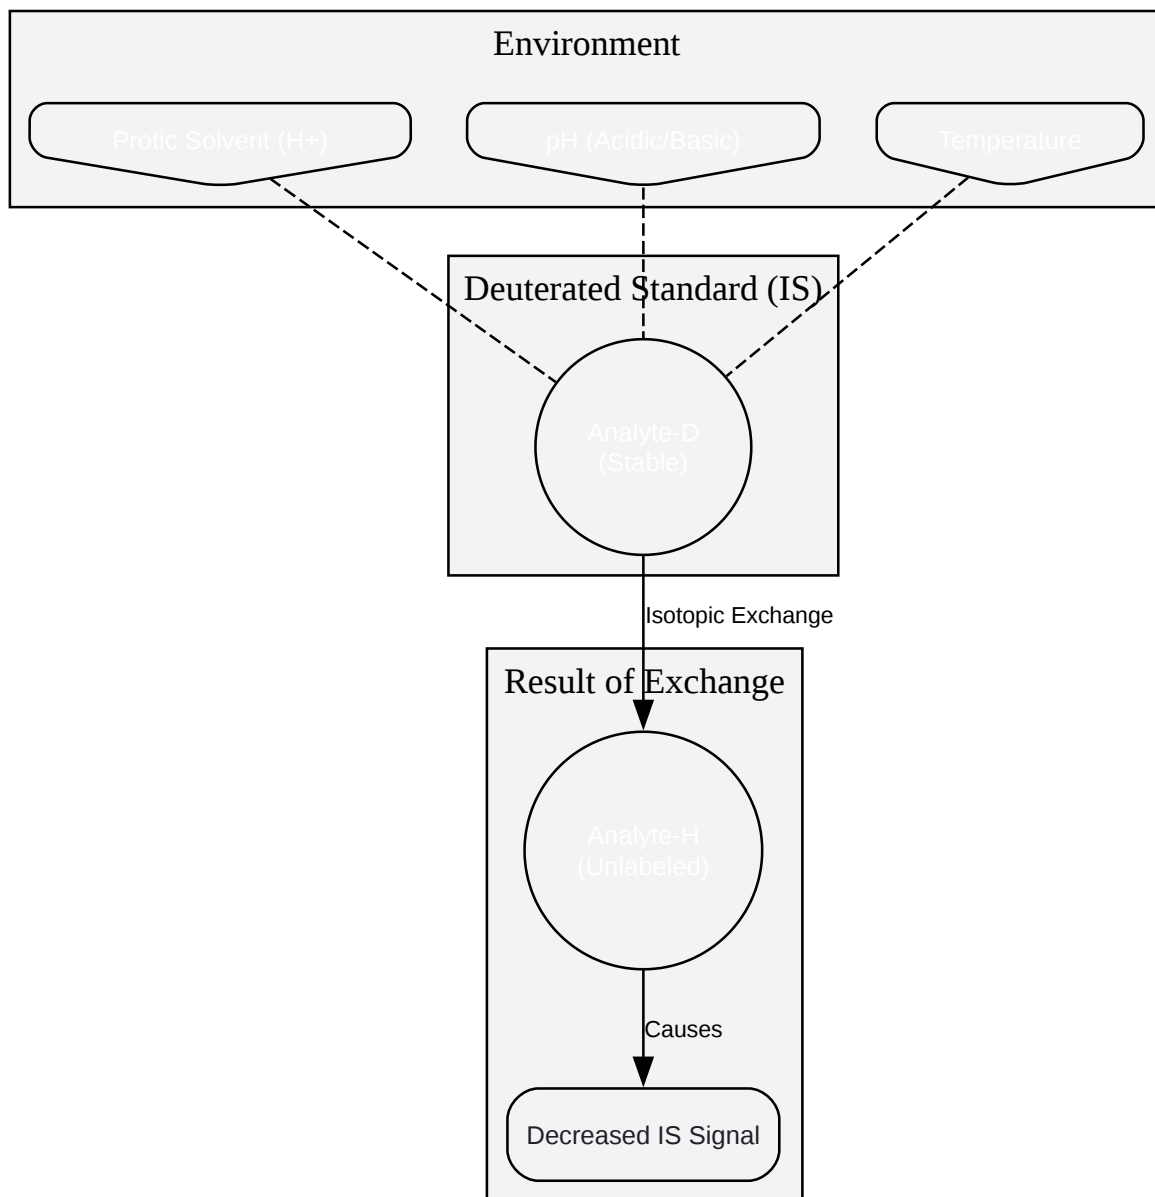 Environment
Protic Solvent (H+)
pH (Acidic/Basic)
Temperature
Deuterated Standard (IS)
Analyte-D
(Stable)
Isotopic Exchange
Result of Exchange
Analyte-H
(Unlabeled)
Causes
Decreased IS Signal